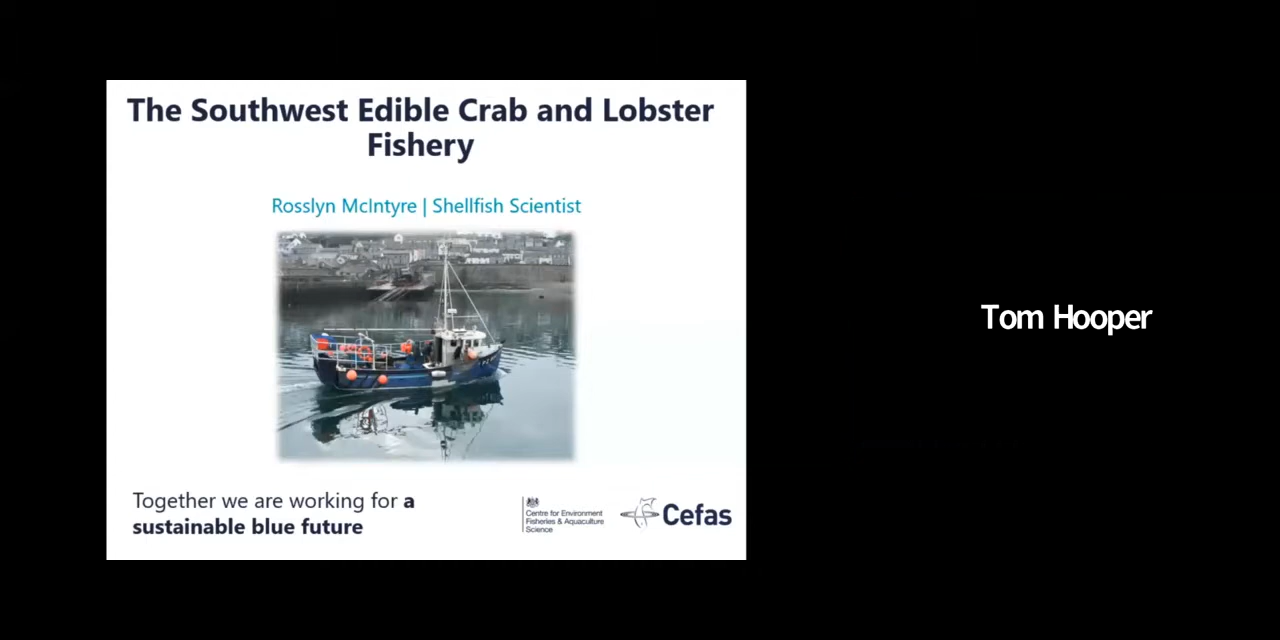 The Southwest Edible Crab and Lobster
Fishery
Rosslyn McIntyre | Shellfish Scientist
Together we are working for a
sustainable blue future
Centre for Environment
Fisheries & Aquaculture
Science
Cefas
Tom Hooper